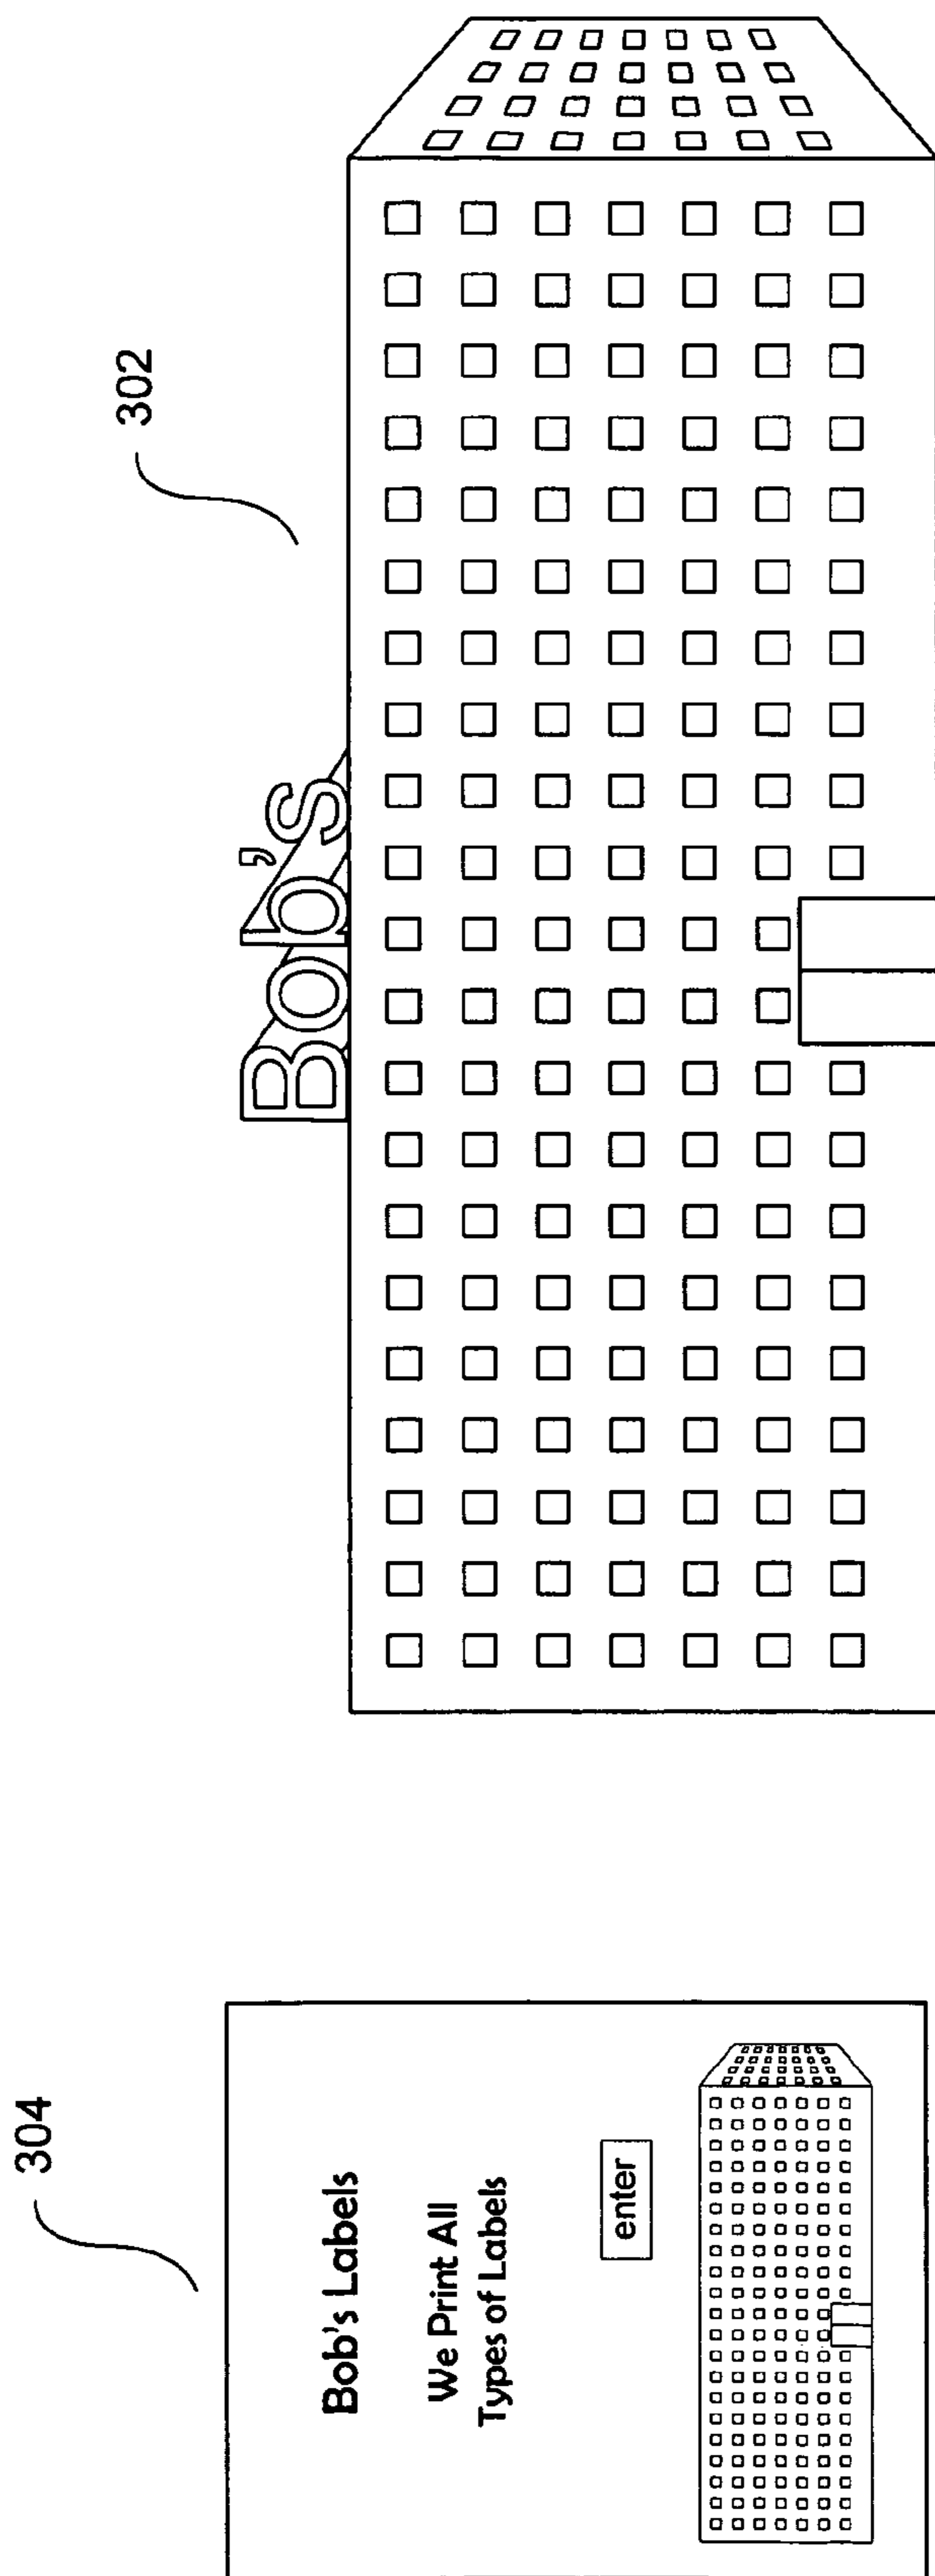 302
Bob's
304
Bob's Labels
We Print All
Types of Labels
enter